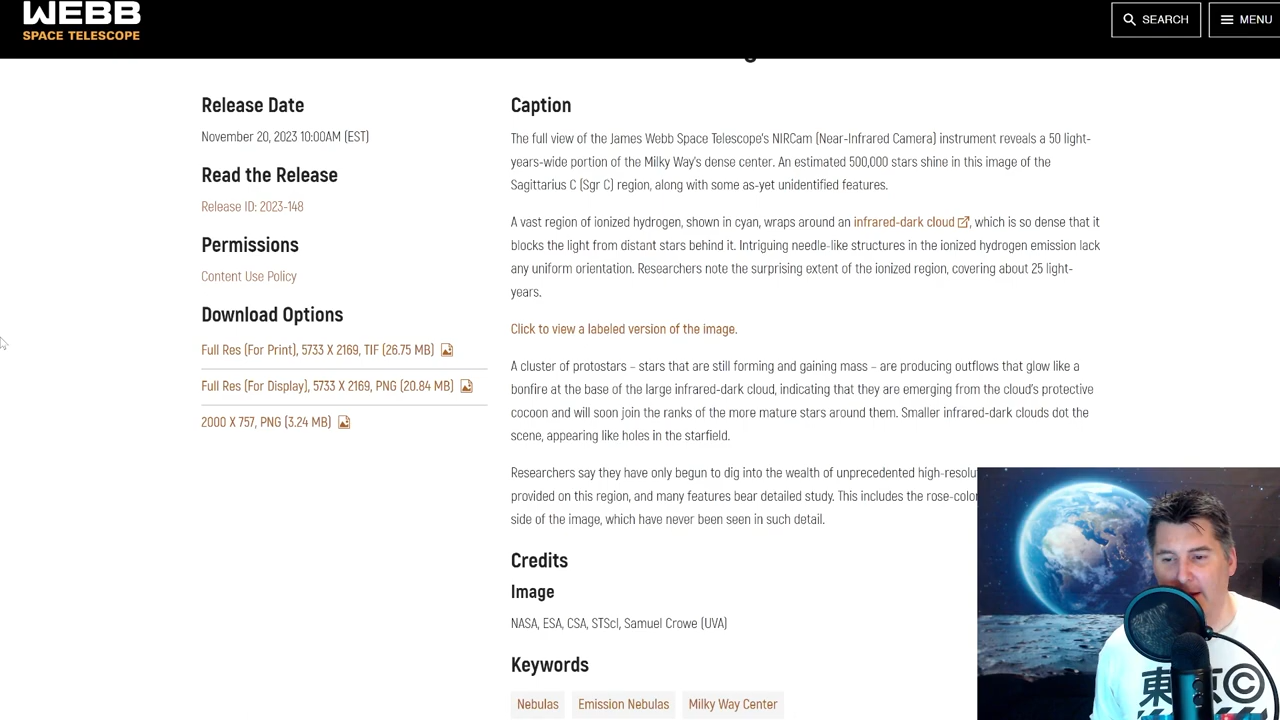 WEBB
SPACE TELESCOPE
SEARCH
MENU
Release Date
November 20, 2023 10:00AM (EST)
Read the Release
Release ID: 2023-148
Permissions
Content Use Policy
Download Options
Full Res (For Print), 5733 X 2169, TIF (26.75 MB)
Full Res (For Display), 5733 X 2169, PNG (20.84 MB)
2000 X 757, PNG (3.24 MB)
Caption
The full view of the James Webb Space Telescope's NIRCam (Near-Infrared Camera) instrument reveals a 50 light-
years-wide portion of the Milky Way's dense center. An estimated 500,000 stars shine in this image of the
Sagittarius C (Sgr C) region, along with some as-yet unidentified features.
A vast region of ionized hydrogen, shown in cyan, wraps around an infrared-dark cloud, which is so dense that it
blocks the light from distant stars behind it. Intriguing needle-like structures in the ionized hydrogen emission lack
any uniform orientation. Researchers note the surprising extent of the ionized region, covering about 25 light-
years.
Click to view a labeled version of the image.
A cluster of protostars – stars that are still forming and gaining mass – are producing outflows that glow like a
bonfire at the base of the large infrared-dark cloud, indicating that they are emerging from the cloud's protective
cocoon and will soon join the ranks of the more mature stars around them. Smaller infrared-dark clouds dot the
scene, appearing like holes in the starfield.
Researchers say they have only begun to dig into the wealth of unprecedented
provided on this region, and many features bear detailed study. This includes the
side of the image, which have never been seen in such detail.
Credits
Image
NASA, ESA, CSA, STScI, Samuel Crowe (UVA)
Keywords
Nebulas
Emission Nebulas
Milky Way Center
東
©